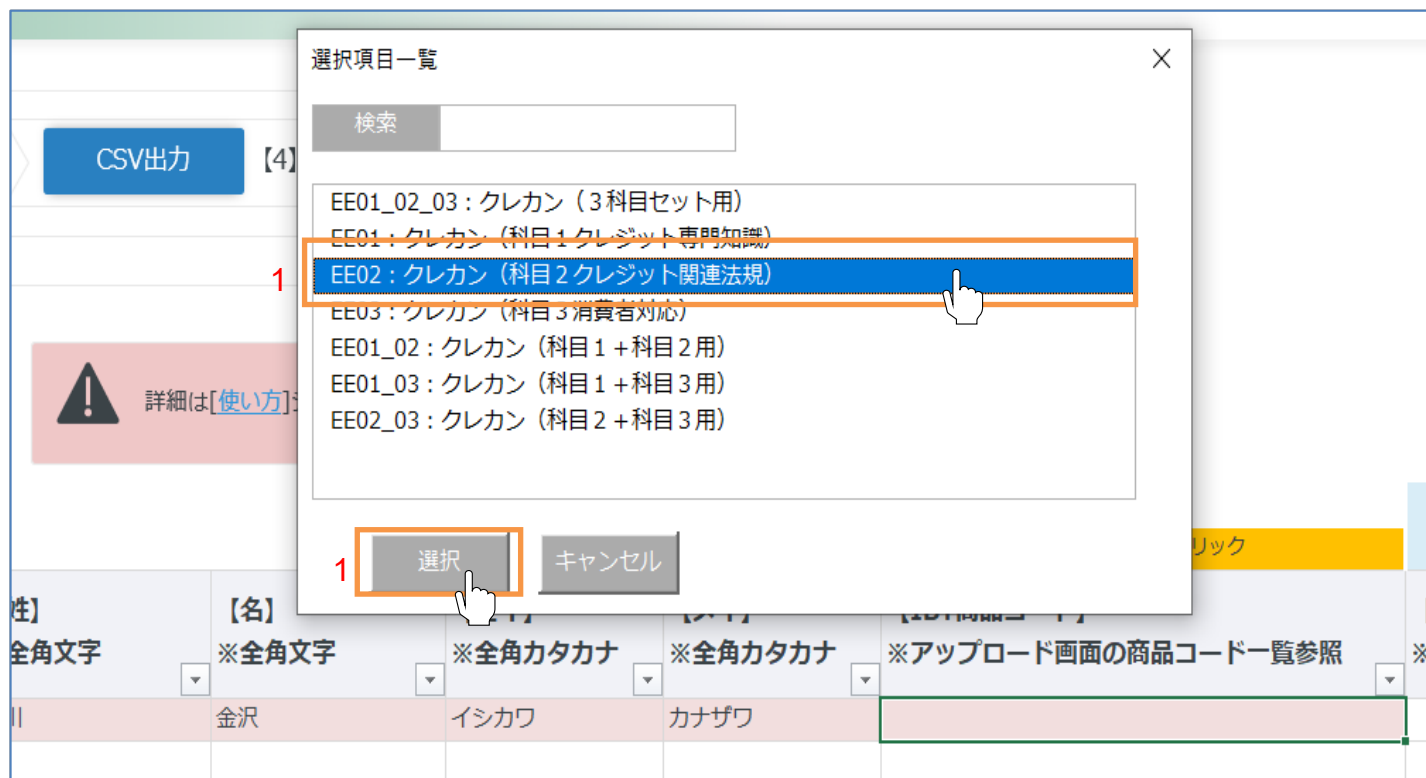 選択項目一覧
検索
CSV出力
【4】
EE01_02_03：クレカン（３科目セット用）
EE01：クレカン（科目１クレジット専門知識）
1
EE02：クレカン（科目２クレジット関連法規）
EE03：クレカン（科目３消費者対応）
EE01_02：クレカン（科目１＋科目２用）
EE01_03：クレカン（科目１＋科目３用）
EE02_03：クレカン（科目２＋科目３用）
詳細は[使い方]
1
選択
キャンセル
リック
姓】
【名】
※アップロード画面の商品コード一覧参照
全角文字
※全角文字
※全角カタカナ
※全角カタカナ
川
金沢
イシカワ
カナザワ